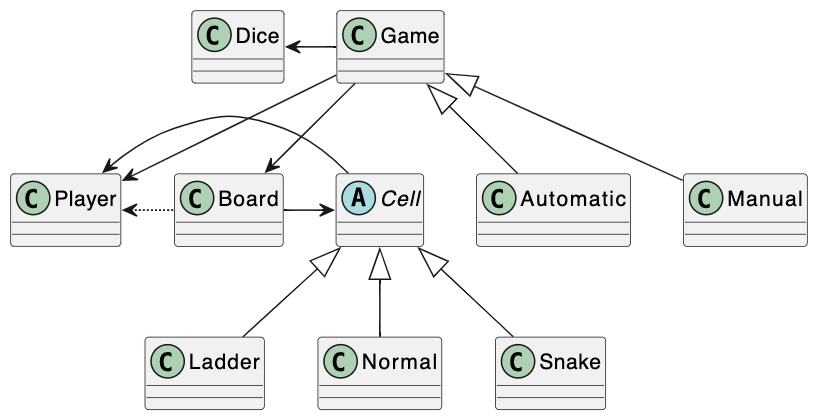 C Dice
C Game
C Player
C Board
A Cell
C Automatic
C Manual
C Ladder
C Normal
C Snake